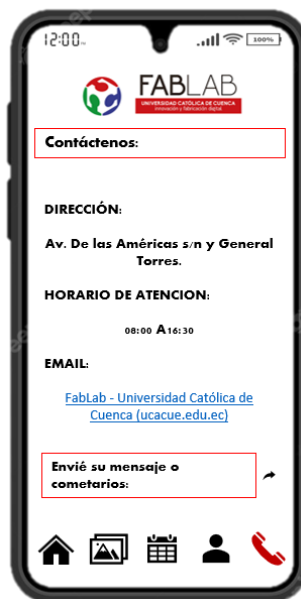 12:00
100%
FABLAB
UNIVERSIDAD CATÓLICA DE CUENCA
Innovación y fabricación digital
Contáctenos:
DIRECCIÓN:
Av. De las Américas s/n y General
Torres.
HORARIO DE ATENCION:
08:00 A16:30
EMAIL:
FabLab - Universidad Católica de
Cuenca (ucacue.edu.ec)
Envié su mensaje o
cometarios: